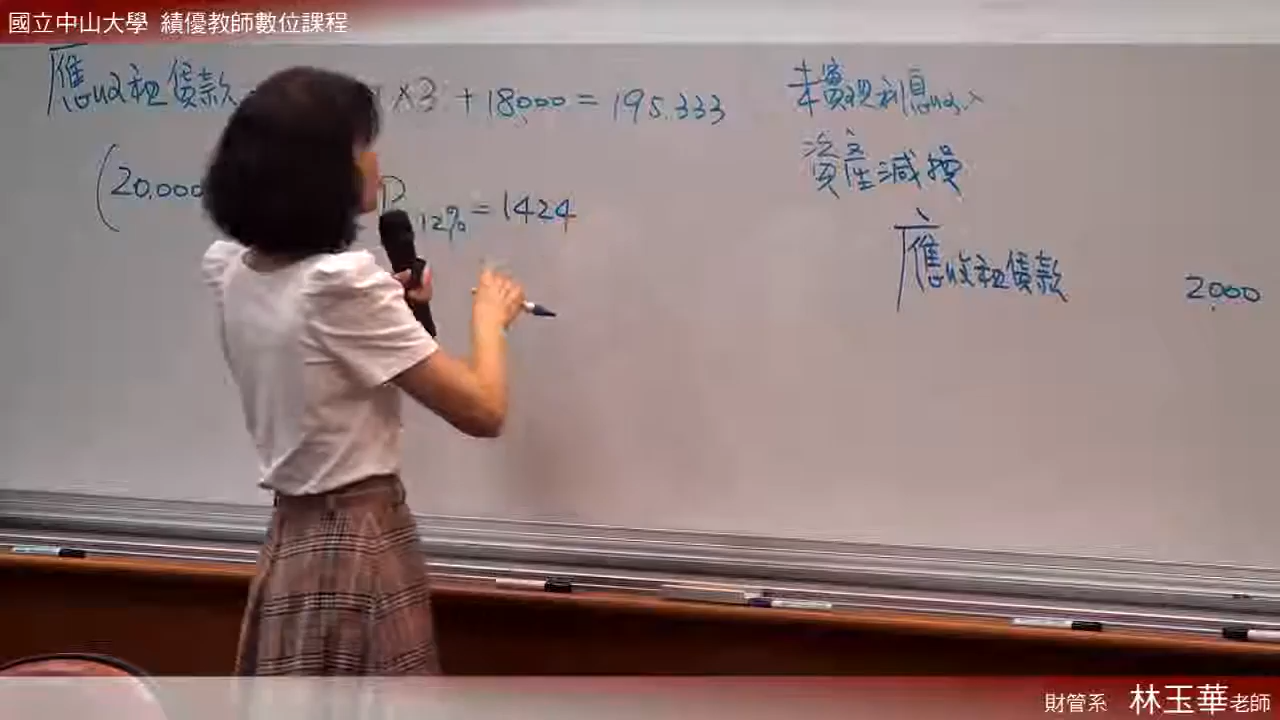 國立中山大學 績優教師數位課程
應收租賃款 ×3 + 18,000 = 195,333
(20,000 P 12% = 1424
未實現利息收入
資產減損
應收租賃款 2,000
財管系 林玉華老師